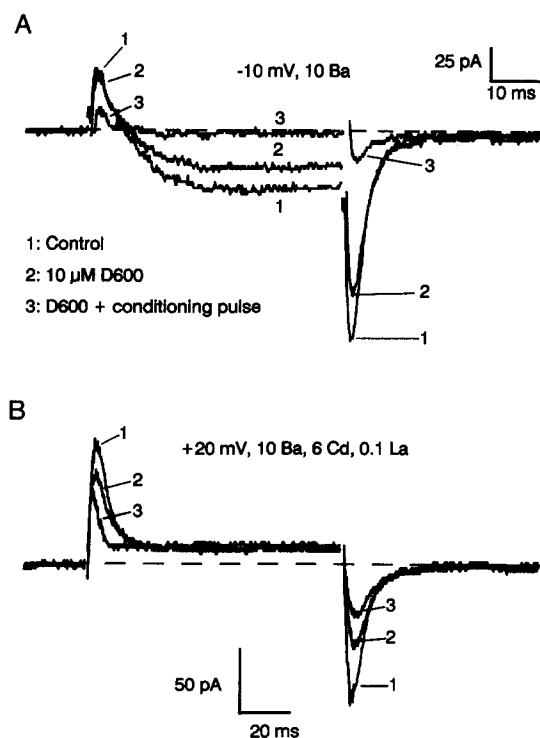 A
1
2
3
-10 mV, 10 Ba
25 pA
10 ms
3
2
1
3
1: Control
2: 10 µM D600
3: D600 + conditioning pulse
2
1
B
1
2
3
+20 mV, 10 Ba, 6 Cd, 0.1 La
3
2
1
50 pA
20 ms